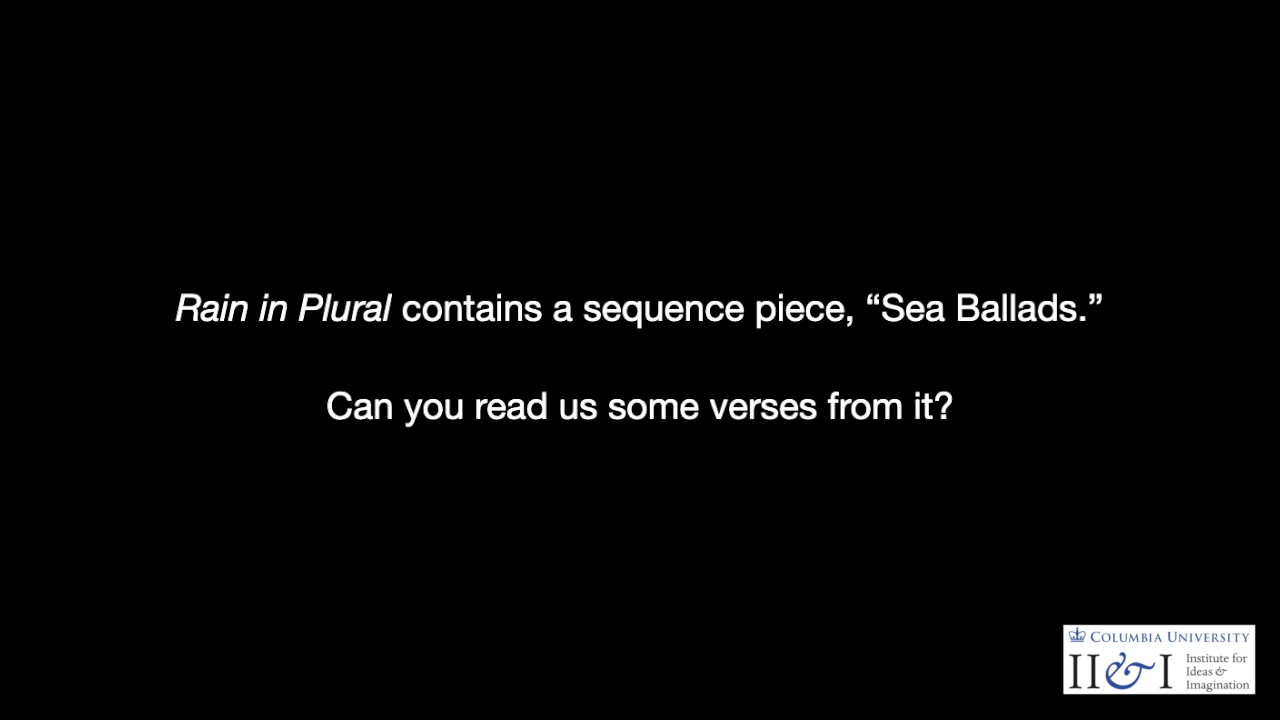 Rain in Plural contains a sequence piece, “Sea Ballads.”
Can you read us some verses from it?
COLUMBIA UNIVERSITY
II&I
Institute for
Ideas &
Imagination